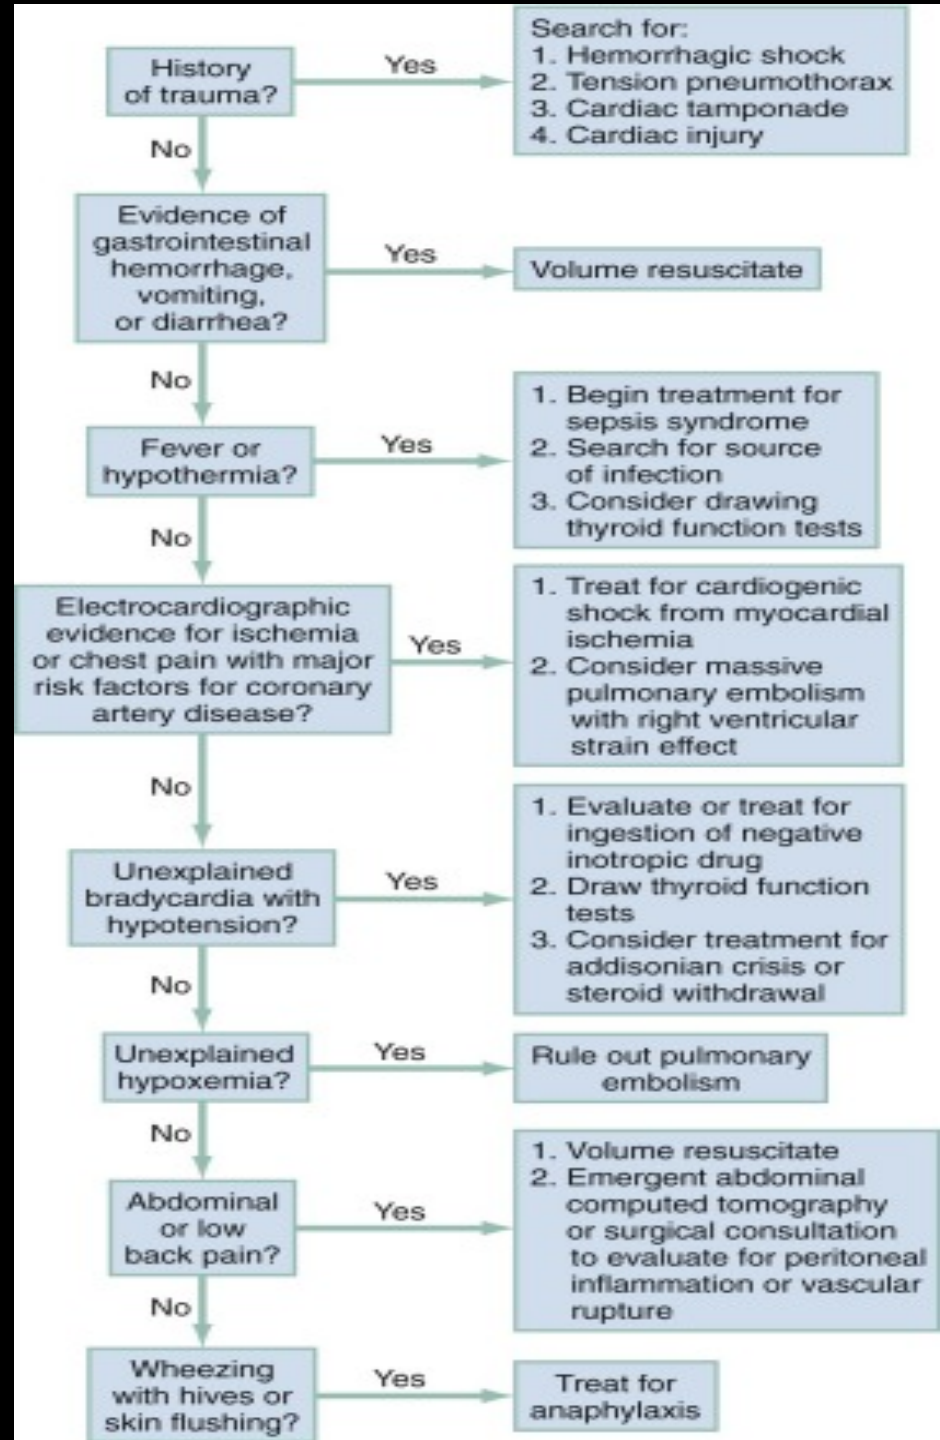 History
of trauma?
Yes
Search for:
1. Hemorrhagic shock
2. Tension pneumothorax
3. Cardiac tamponade
4. Cardiac injury
No
Evidence of
gastrointestinal
hemorrhage,
vomiting,
or diarrhea?
Yes
Volume resuscitate
No
Fever or
hypothermia?
Yes
1. Begin treatment for
sepsis syndrome
2. Search for source
of infection
3. Consider drawing
thyroid function tests
No
Electrocardiographic
evidence for ischemia
or chest pain with major
risk factors for coronary
artery disease?
Yes
1. Treat for cardiogenic
shock from myocardial
ischemia
2. Consider massive
pulmonary embolism
with right ventricular
strain effect
No
Unexplained
bradycardia with
hypotension?
Yes
1. Evaluate or treat for
ingestion of negative
inotropic drug
2. Draw thyroid function
tests
3. Consider treatment for
addisonian crisis or
steroid withdrawal
No
Unexplained
hypoxemia?
Yes
Rule out pulmonary
embolism
No
Abdominal
or low
back pain?
Yes
1. Volume resuscitate
2. Emergent abdominal
computed tomography
or surgical consultation
to evaluate for peritoneal
inflammation or vascular
rupture
No
Wheezing
with hives or
skin flushing?
Yes
Treat for
anaphylaxis